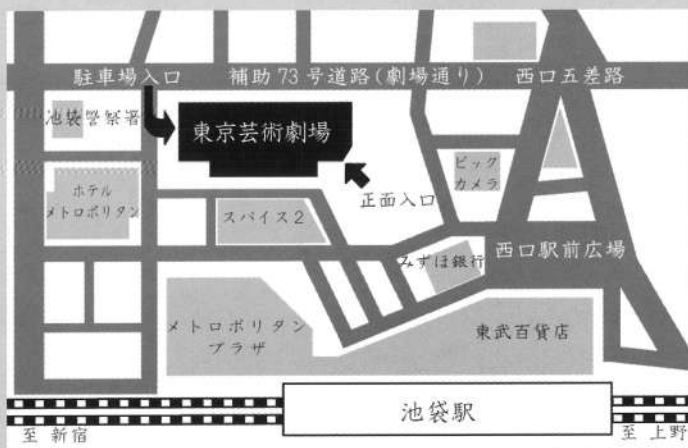 駐車場入口
補助73号道路(劇場通り)
西口五差路
池袋警察署
東京芸術劇場
ビック
カメラ
正面入口
ホテル
メトロポリタン
スパイス2
みずほ銀行
西口駅前広場
メトロポリタン
プラザ
東武百貨店
池袋駅
至 新宿
至 上野